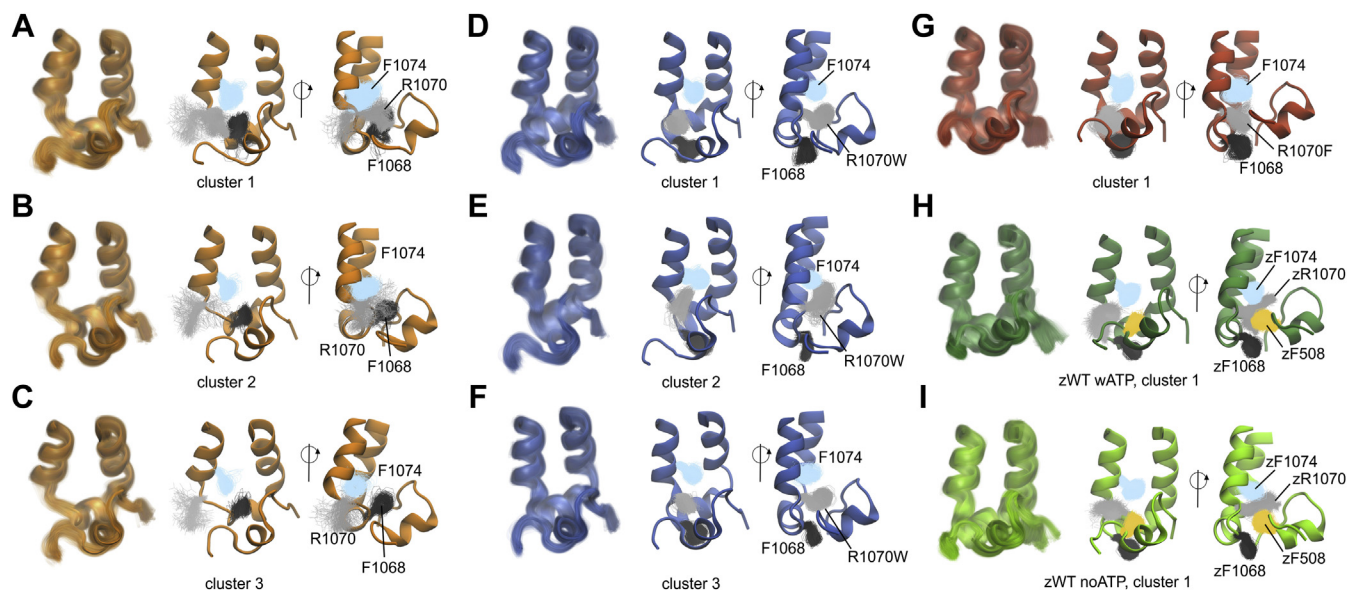 A
F1074
R1070
F1068
cluster 1
B
F1074
R1070
F1068
cluster 2
C
F1074
R1070
F1068
cluster 3
D
F1074
R1070W
F1068
cluster 1
E
F1074
F1068
R1070W
cluster 2
F
F1074
F1068
R1070W
cluster 3
G
F1074
R1070F
F1068
cluster 1
H
zF1074
zR1070
zF508
zF1068
zWT wATP, cluster 1
I
zF1074
zR1070
zF508
zF1068
zWT noATP, cluster 1